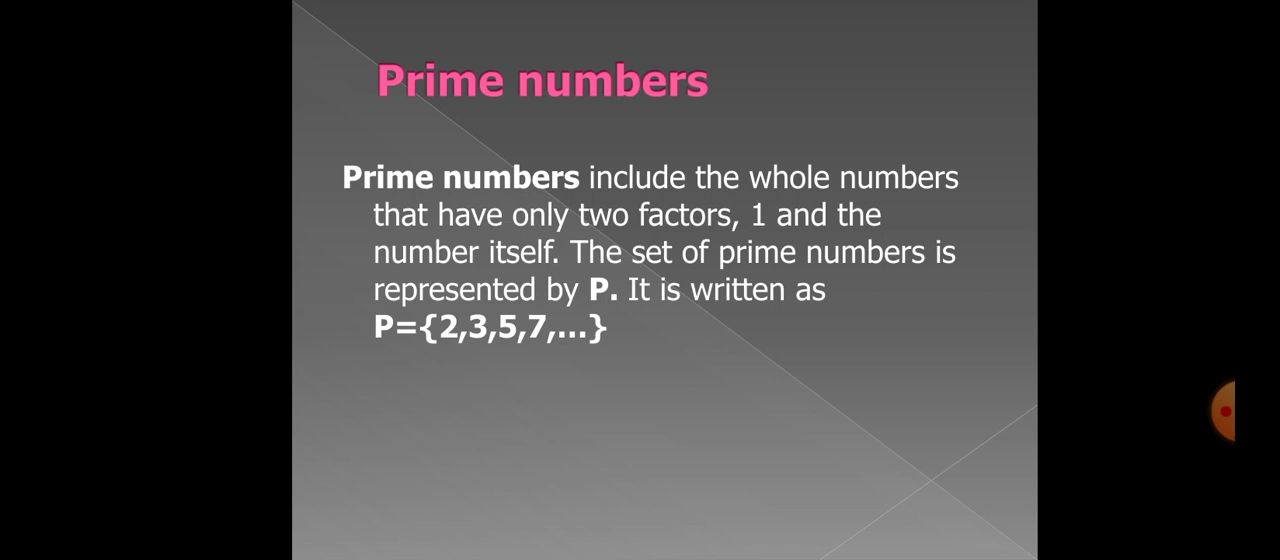 Prime numbers
Prime numbers include the whole numbers
that have only two factors, 1 and the
number itself. The set of prime numbers is
represented by P. It is written as
P={2,3,5,7,...}